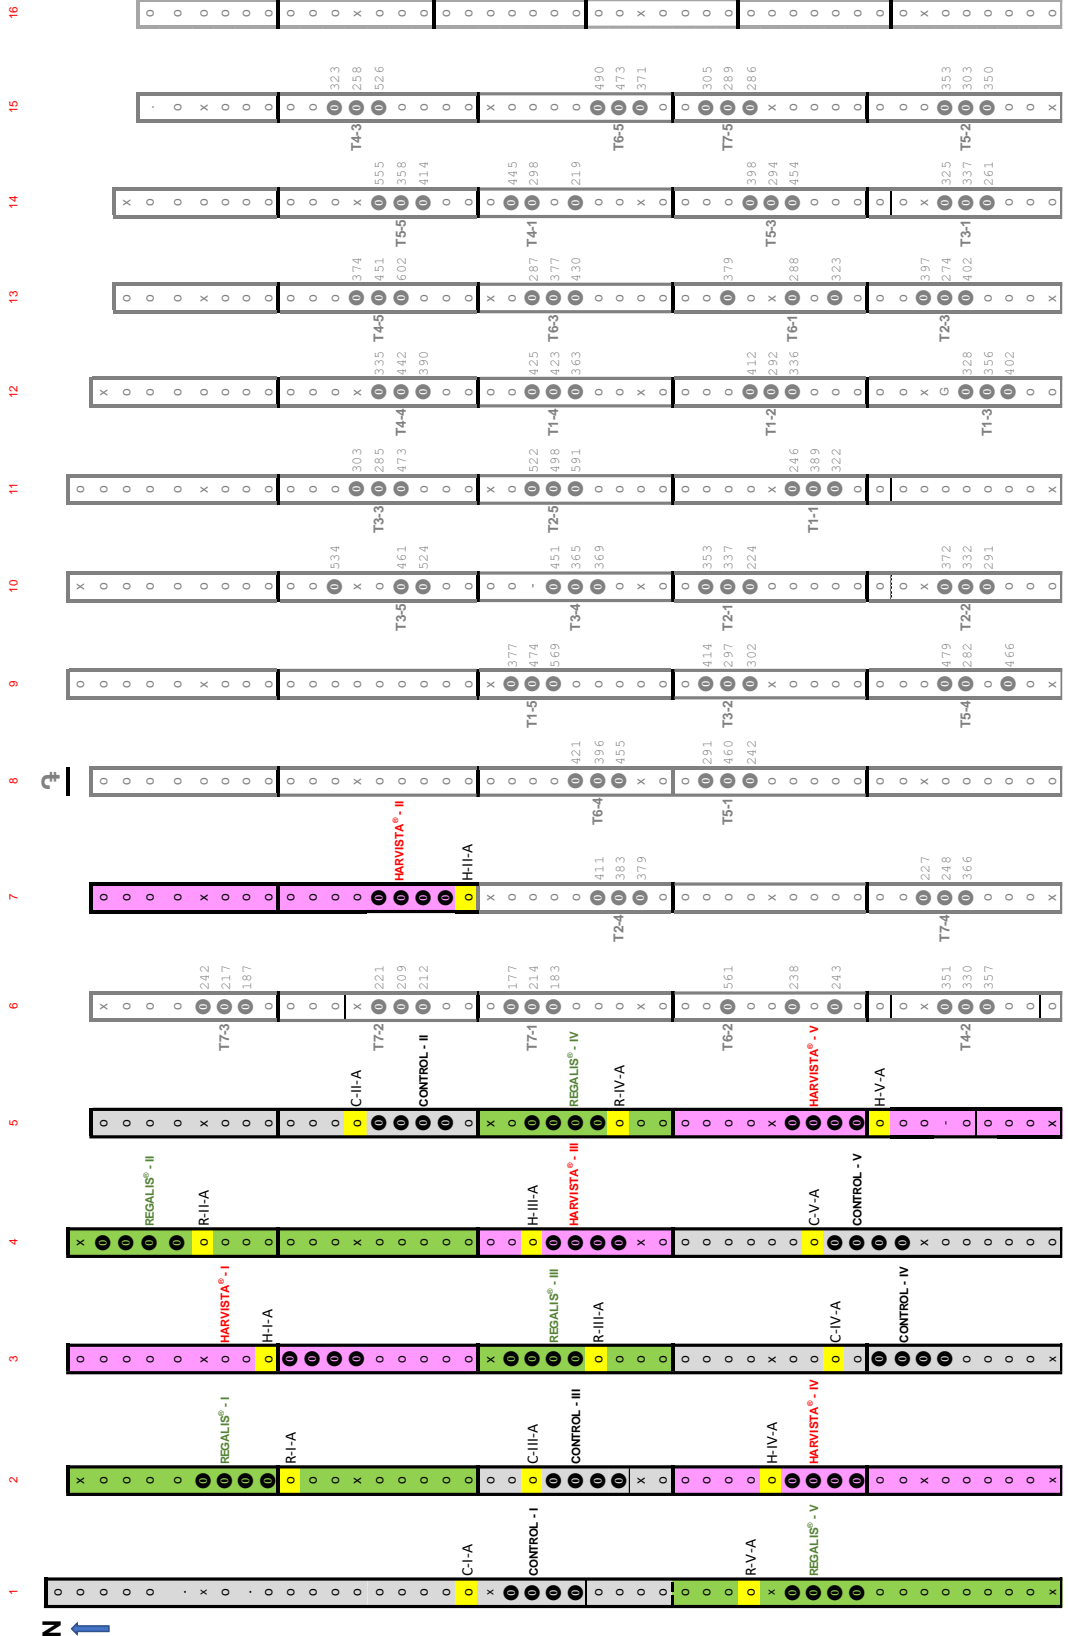 N
1 2 3 4 5 6 7 8 9 10 11 12 13 14 15 16
C-I-A
CONTROL - I
R-V-A
REGALIS® - V
REGALIS® - I
R-I-A
C-III-A
CONTROL - III
H-IV-A
HARVISTA® - IV
HARVISTA® - I
H-I-A
REGALIS® - III
R-III-A
C-IV-A
CONTROL - IV
REGALIS® - II
R-II-A
H-III-A
HARVISTA® - III
C-V-A
CONTROL - V
C-II-A
CONTROL - II
REGALIS® - IV
R-IV-A
HARVISTA® - V
H-V-A
242
T7-3 217
187
221
T7-2 209
212
177
T7-1 214
183
T6-2 561
238
243
351
T4-2 330
357
HARVISTA® - II
H-II-A
411
T2-4 383
379
227
T7-4 248
366
421
T6-4 396
455
291
T5-1 460
242
377
T1-5 474
569
414
T3-2 297
302
479
T5-4 282
466
534
T3-5 461
524
451
T3-4 365
369
353
T2-1 337
224
372
T2-2 332
291
303
T3-3 285
473
522
T2-5 498
591
246
T1-1 389
322
335
T4-4 442
390
425
T1-4 423
363
412
T1-2 292
336
G
328
T1-3 356
402
374
T4-5 451
602
287
T6-3 377
430
379
T6-1 288
323
397
T2-3 274
402
555
T5-5 358
414
445
T4-1 298
219
398
T5-3 294
454
325
T3-1 337
261
323
T4-3 258
526
490
T6-5 473
371
305
T7-5 289
286
353
T5-2 303
350